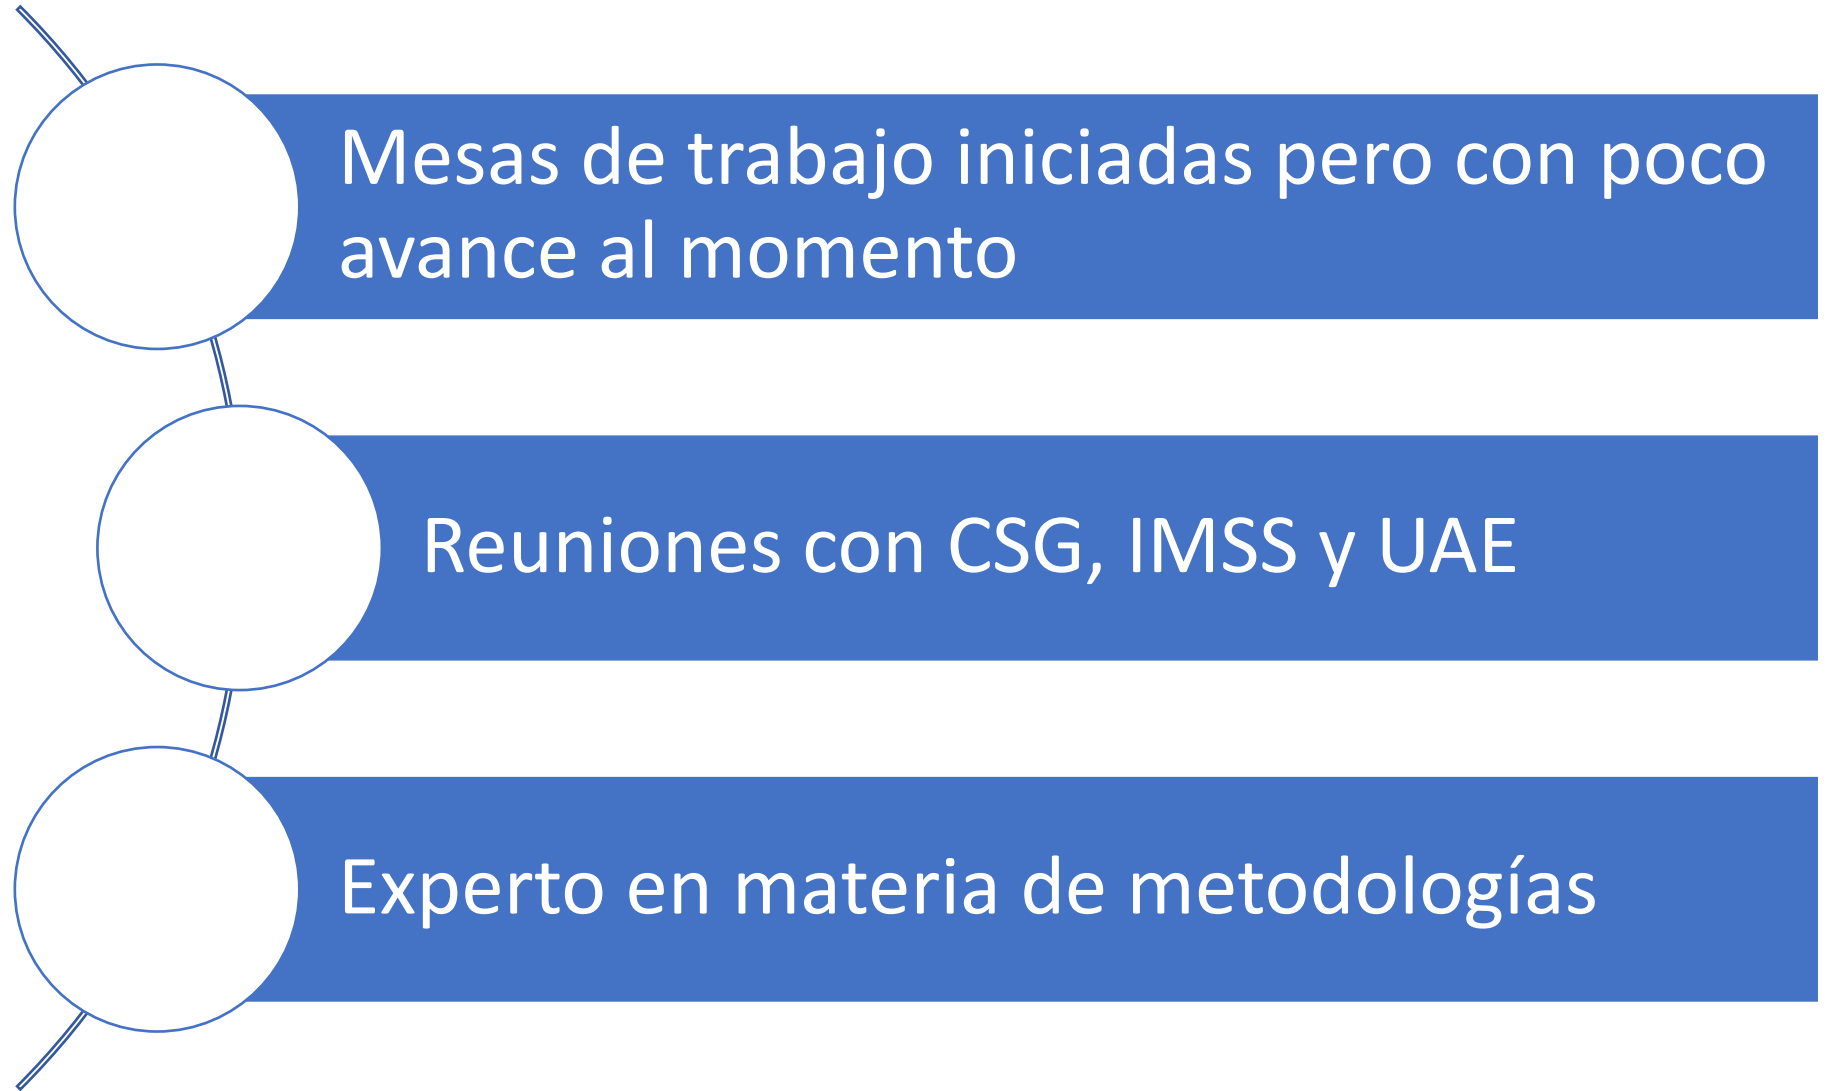 Mesas de trabajo iniciadas pero con poco
avance al momento
Reuniones con CSG, IMSS y UAE
Experto en materia de metodologías